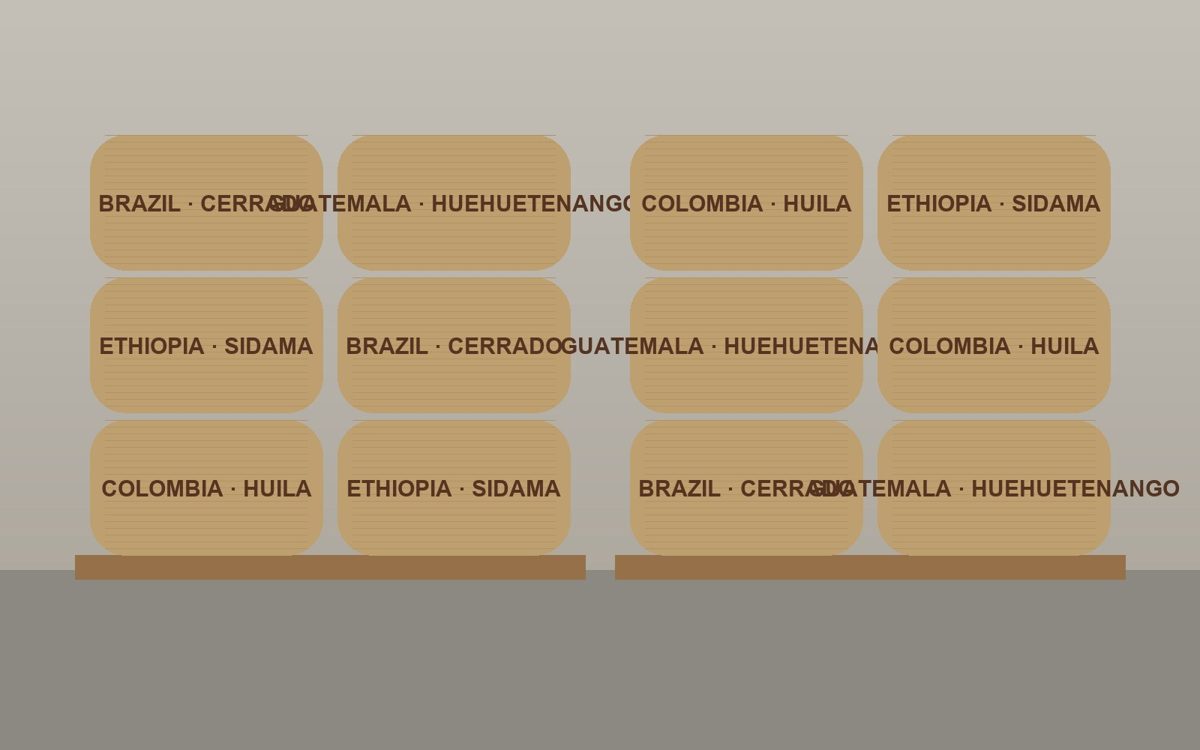 BRAZIL · CERRADO
GUATEMALA · HUEHUETENANGO
COLOMBIA · HUILA
ETHIOPIA · SIDAMA
ETHIOPIA · SIDAMA
BRAZIL · CERRADO
GUATEMALA · HUEHUETENA
COLOMBIA · HUILA
COLOMBIA · HUILA
ETHIOPIA · SIDAMA
BRAZIL · CERRADO
GUATEMALA · HUEHUETENANGO